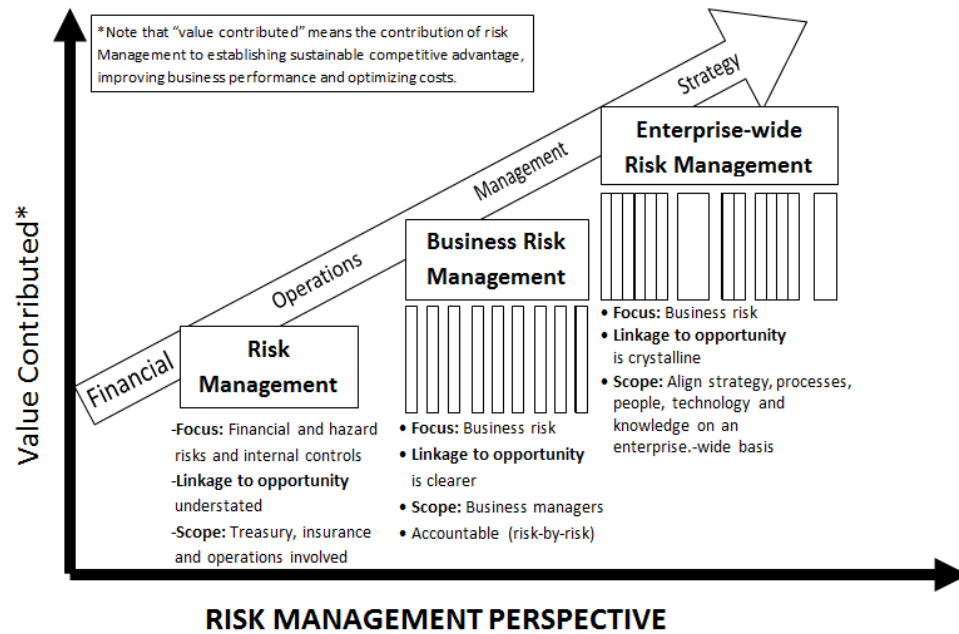 *Note that “value contributed” means the contribution of risk
Management to establishing sustainable competitive advantage,
improving business performance and optimizing costs.
Value Contributed*
Financial
Operations
Management
Strategy
Risk
Management
-Focus: Financial and hazard
risks and internal controls
-Linkage to opportunity
understated
-Scope: Treasury, insurance
and operations involved
Business Risk
Management
• Focus: Business risk
• Linkage to opportunity
is clearer
• Scope: Business managers
• Accountable (risk-by-risk)
Enterprise-wide
Risk Management
• Focus: Business risk
• Linkage to opportunity
is crystalline
• Scope: Align strategy, processes,
people, technology and
knowledge on an
enterprise.-wide basis
RISK MANAGEMENT PERSPECTIVE